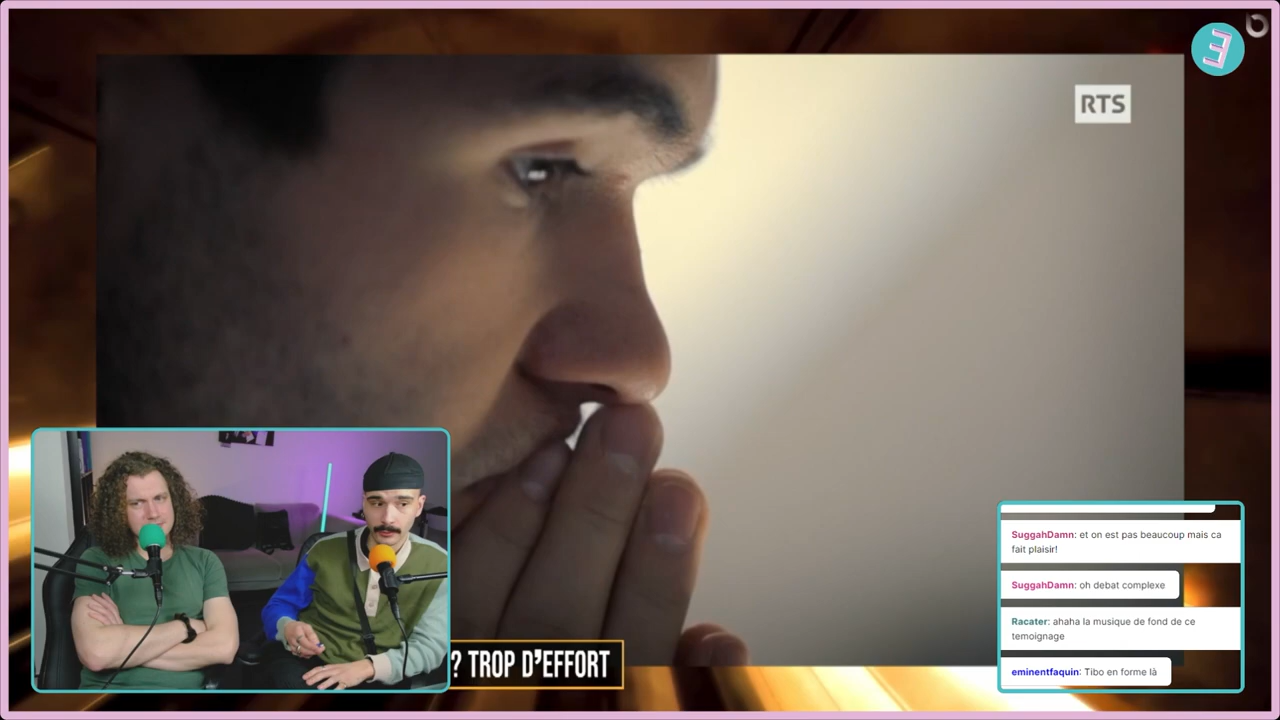 RTS
SuggahDamn: et on est pas beaucoup mais ca
fait plaisir!
SuggahDamn: oh debat complexe
Racater: ahaha la musique de fond de ce
temoignage
eminentfaquin: Tibo en forme là
? TROP D’EFFORT